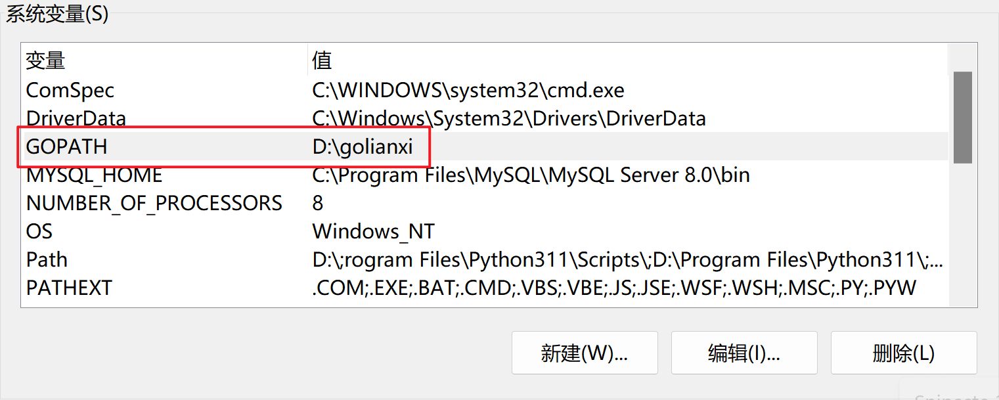 系统变量(S)
变量 值
ComSpec C:\WINDOWS\system32\cmd.exe
DriverData C:\Windows\System32\Drivers\DriverData
GOPATH D:\golianxi
MYSQL_HOME C:\Program Files\MySQL\MySQL Server 8.0\bin
NUMBER_OF_PROCESSORS 8
OS Windows_NT
Path D:\;rogram Files\Python311\Scripts\;D:\Program Files\Python311\;...
PATHEXT .COM;.EXE;.BAT;.CMD;.VBS;.VBE;.JS;.JSE;.WSF;.WSH;.MSC;.PY;.PYW
新建(W)... 编辑(I)... 删除(L)